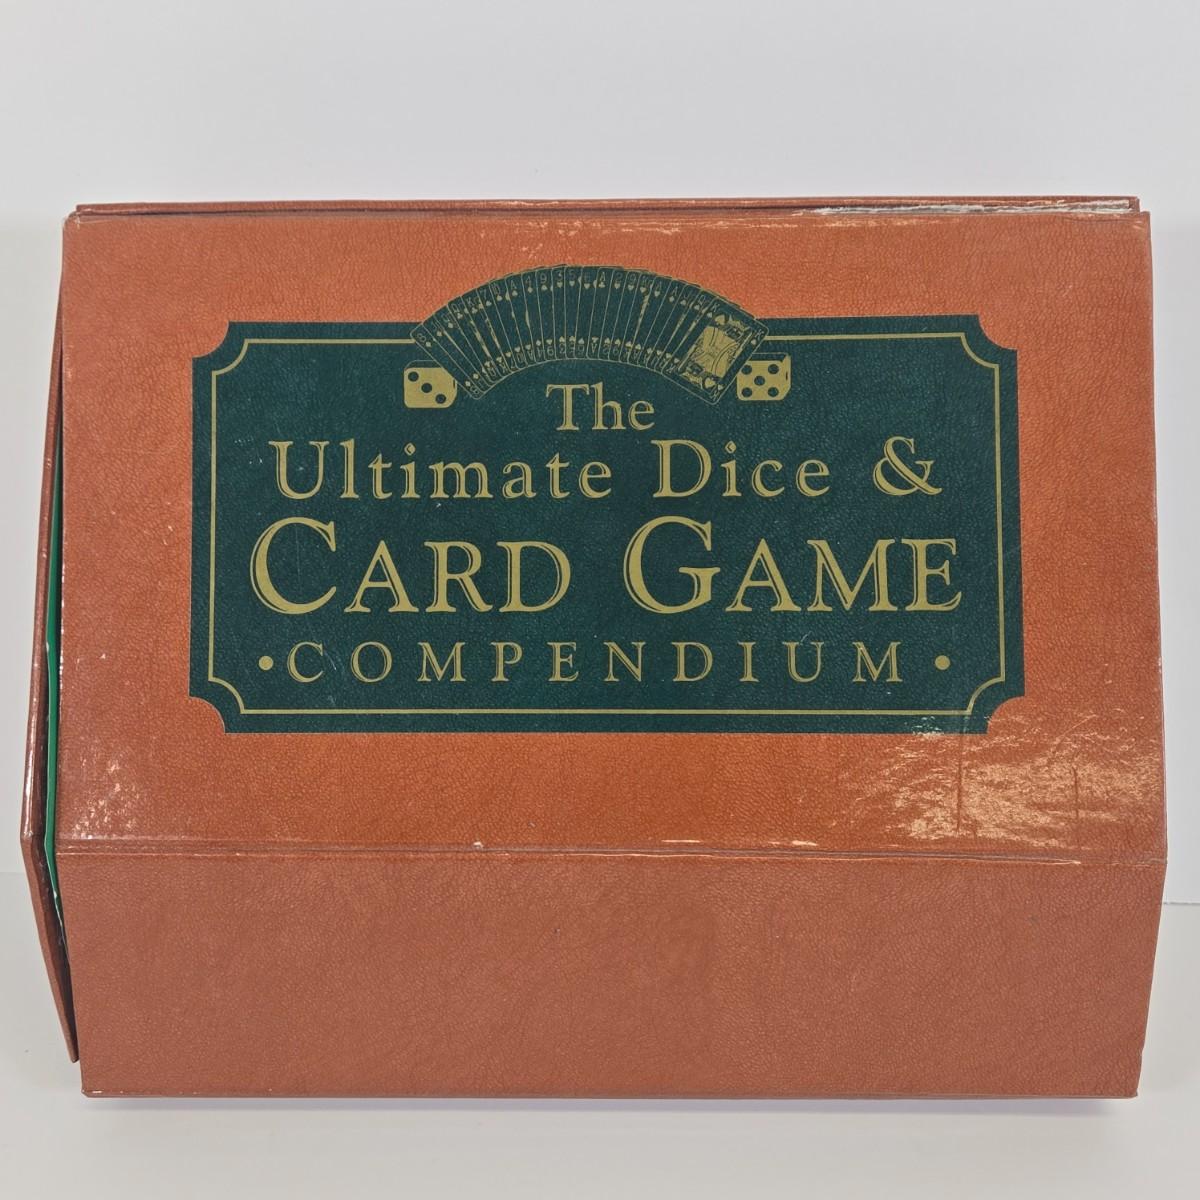 The
Ultimate Dice &
CARD GAME
• COMPENDIUM •